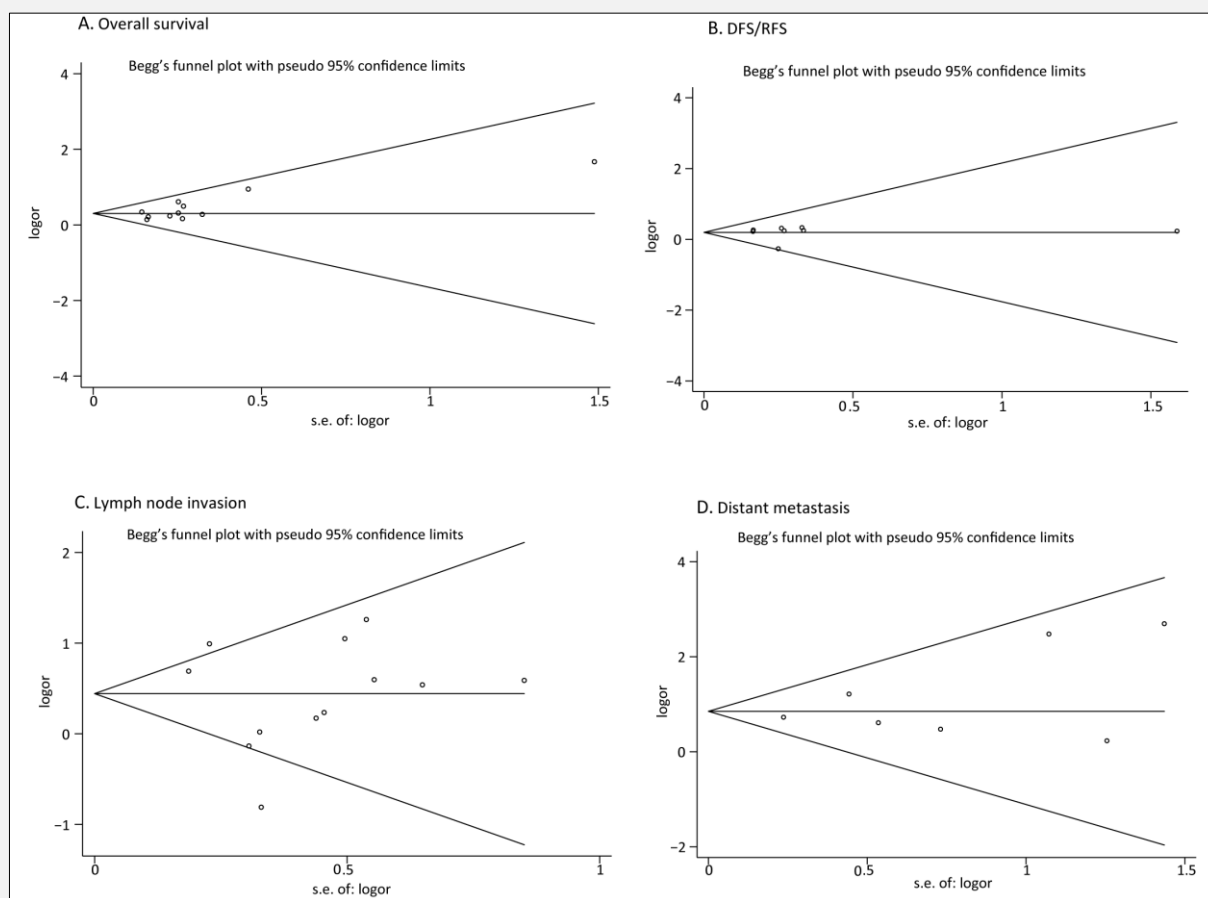 A. Overall survival
Begg's funnel plot with pseudo 95% confidence limits
4
2
0
−2
−4
logor
0
0.5
1
1.5
s.e. of: logor
B. DFS/RFS
Begg's funnel plot with pseudo 95% confidence limits
4
2
0
−2
−4
logor
0
0.5
1
1.5
s.e. of: logor
C. Lymph node invasion
Begg's funnel plot with pseudo 95% confidence limits
2
1
0
−1
logor
0
0.5
1
s.e. of: logor
D. Distant metastasis
Begg's funnel plot with pseudo 95% confidence limits
4
2
0
−2
logor
0
0.5
1
1.5
s.e. of: logor